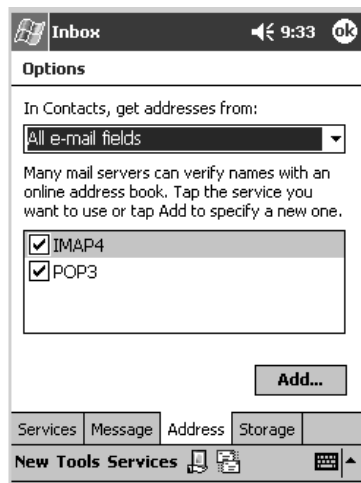 Inbox 9:33 ok
Options
In Contacts, get addresses from:
All e-mail fields
Many mail servers can verify names with an
online address book. Tap the service you
want to use or tap Add to specify a new one.
IMAP4
POP3
Add...
Services Message Address Storage
New Tools Services